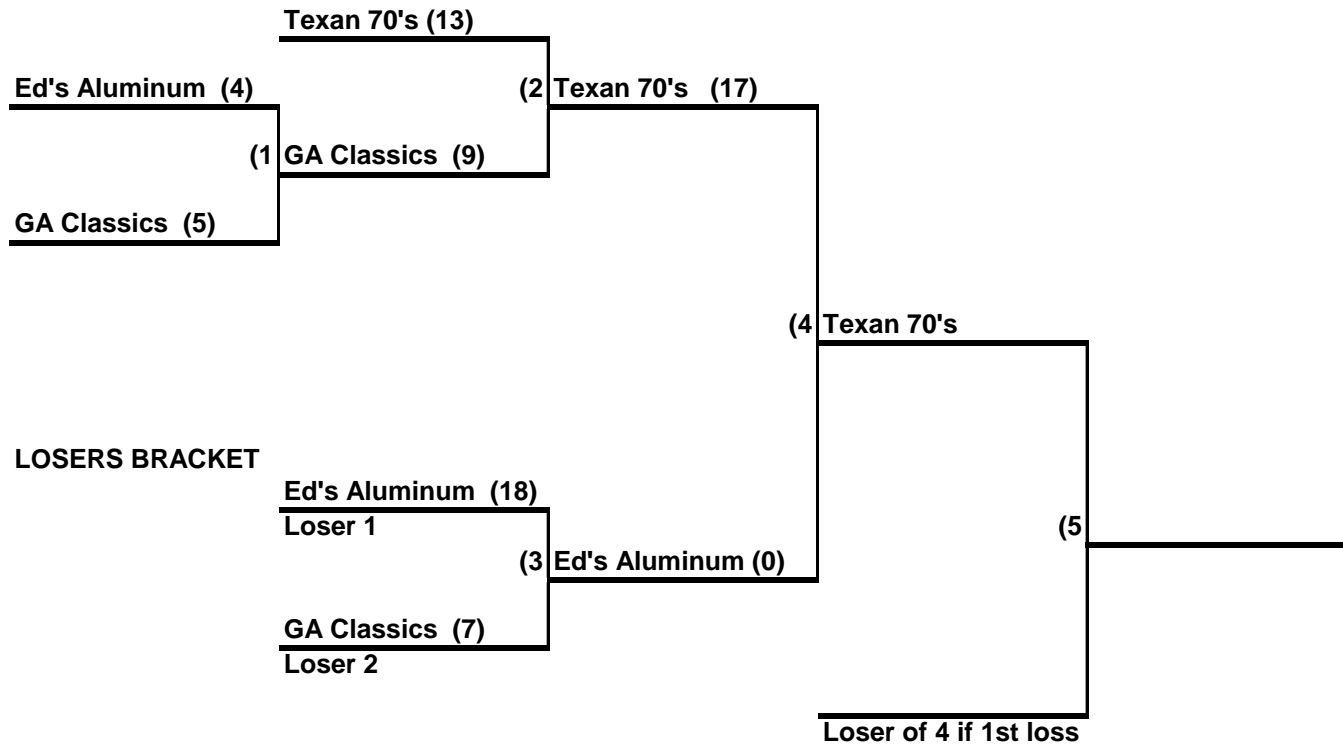 Texan 70's (13)
Ed's Aluminum (4)
(2 Texan 70's (17)
(1 GA Classics (9)
GA Classics (5)
(4 Texan 70's
LOSERS BRACKET
Ed's Aluminum (18)
Loser 1
(5
(3 Ed's Aluminum (0)
GA Classics (7)
Loser 2
Loser of 4 if 1st loss